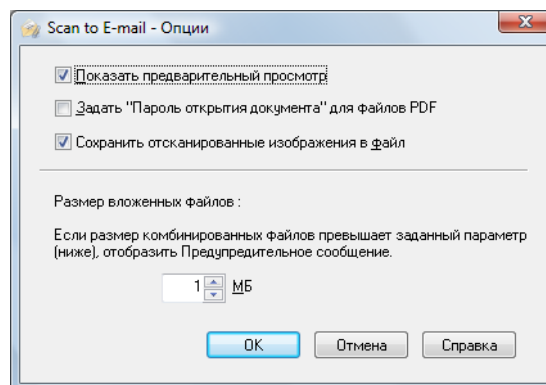 Scan to E-mail - Опции
Показать предварительный просмотр
Задать "Пароль открытия документа" для файлов PDF
Сохранить отсканированные изображения в файл
Размер вложенных файлов :
Если размер комбинированных файлов превышает заданный параметр
(ниже), отобразить Предупредительное сообщение.
1 МБ
OK Отмена Справка